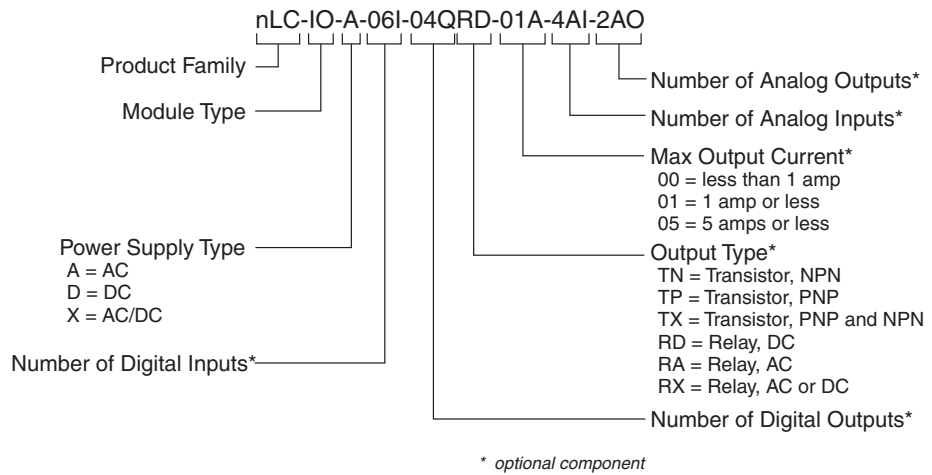 nLC-IO-A-06I-04QRD-01A-4AI-2AO
Product Family
Module Type
Power Supply Type
A = AC
D = DC
X = AC/DC
Number of Digital Inputs*
Number of Analog Outputs*
Number of Analog Inputs*
Max Output Current*
00 = less than 1 amp
01 = 1 amp or less
05 = 5 amps or less
Output Type*
TN = Transistor, NPN
TP = Transistor, PNP
TX = Transistor, PNP and NPN
RD = Relay, DC
RA = Relay, AC
RX = Relay, AC or DC
Number of Digital Outputs*
* optional component